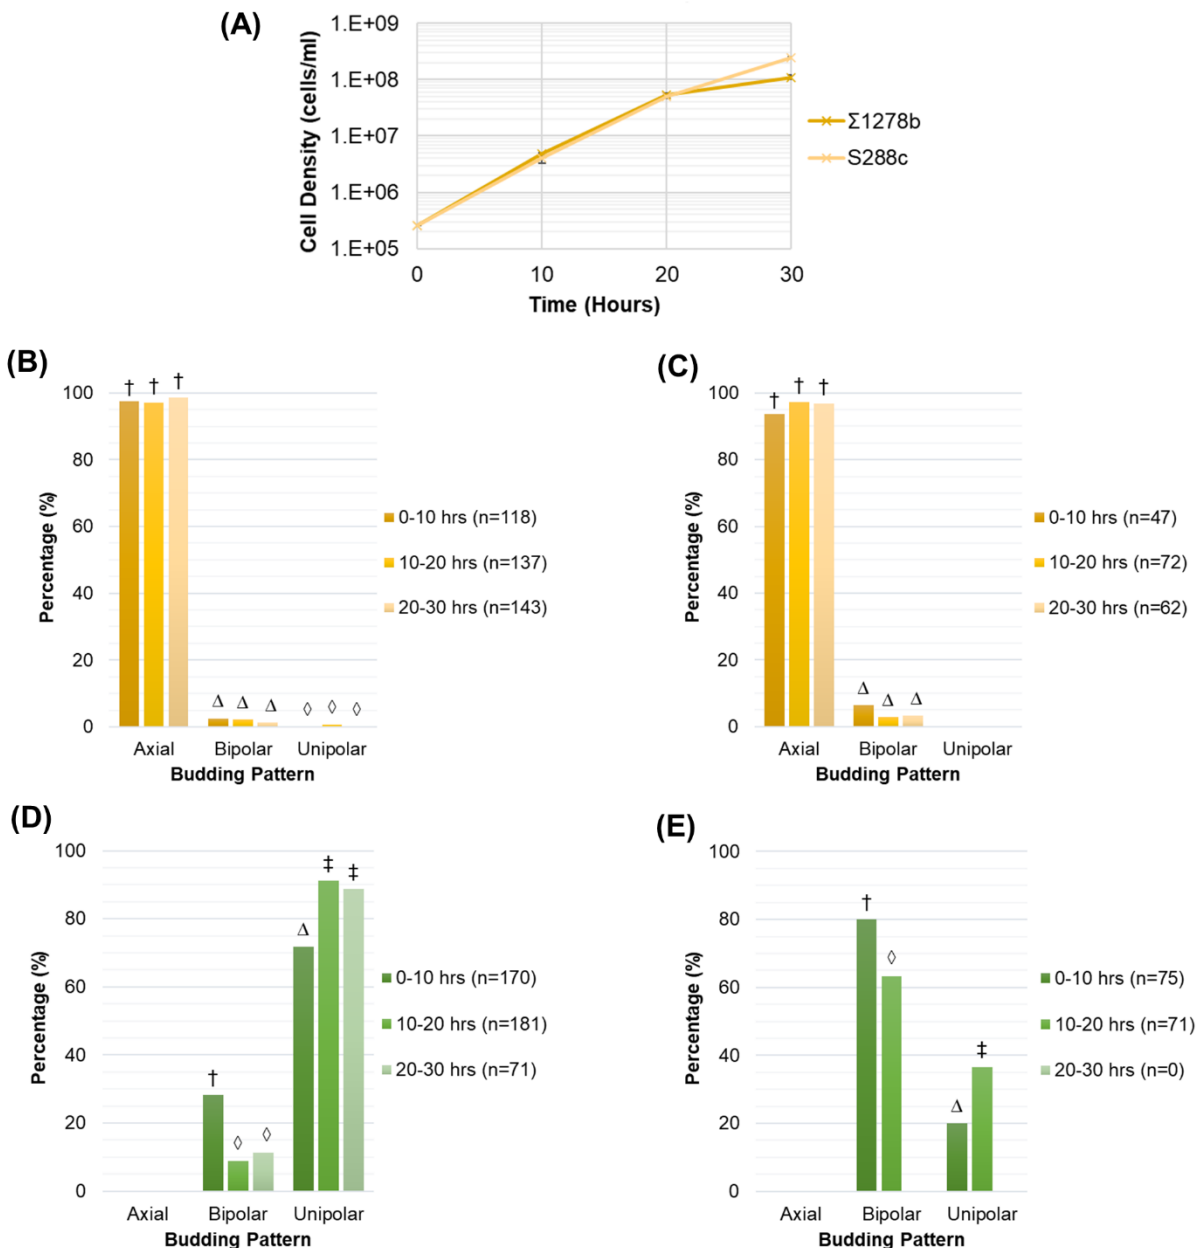 (A)
Cell Density (cells/ml)
1.E+09
1.E+08
1.E+07
1.E+06
1.E+05
0 10 20 30
Time (Hours)
Σ1278b
S288c
(B)
Percentage (%)
100
80
60
40
20
0
† † †
Δ Δ Δ ◊ ◊ ◊
Axial Bipolar Unipolar
Budding Pattern
0-10 hrs (n=118)
10-20 hrs (n=137)
20-30 hrs (n=143)
(C)
Percentage (%)
100
80
60
40
20
0
† † †
Δ Δ Δ
Axial Bipolar Unipolar
Budding Pattern
0-10 hrs (n=47)
10-20 hrs (n=72)
20-30 hrs (n=62)
(D)
Percentage (%)
100
80
60
40
20
0
† ◊ ◊ Δ ‡ ‡
Axial Bipolar Unipolar
Budding Pattern
0-10 hrs (n=170)
10-20 hrs (n=181)
20-30 hrs (n=71)
(E)
Percentage (%)
100
80
60
40
20
0
† ◊ Δ ‡
Axial Bipolar Unipolar
Budding Pattern
0-10 hrs (n=75)
10-20 hrs (n=71)
20-30 hrs (n=0)